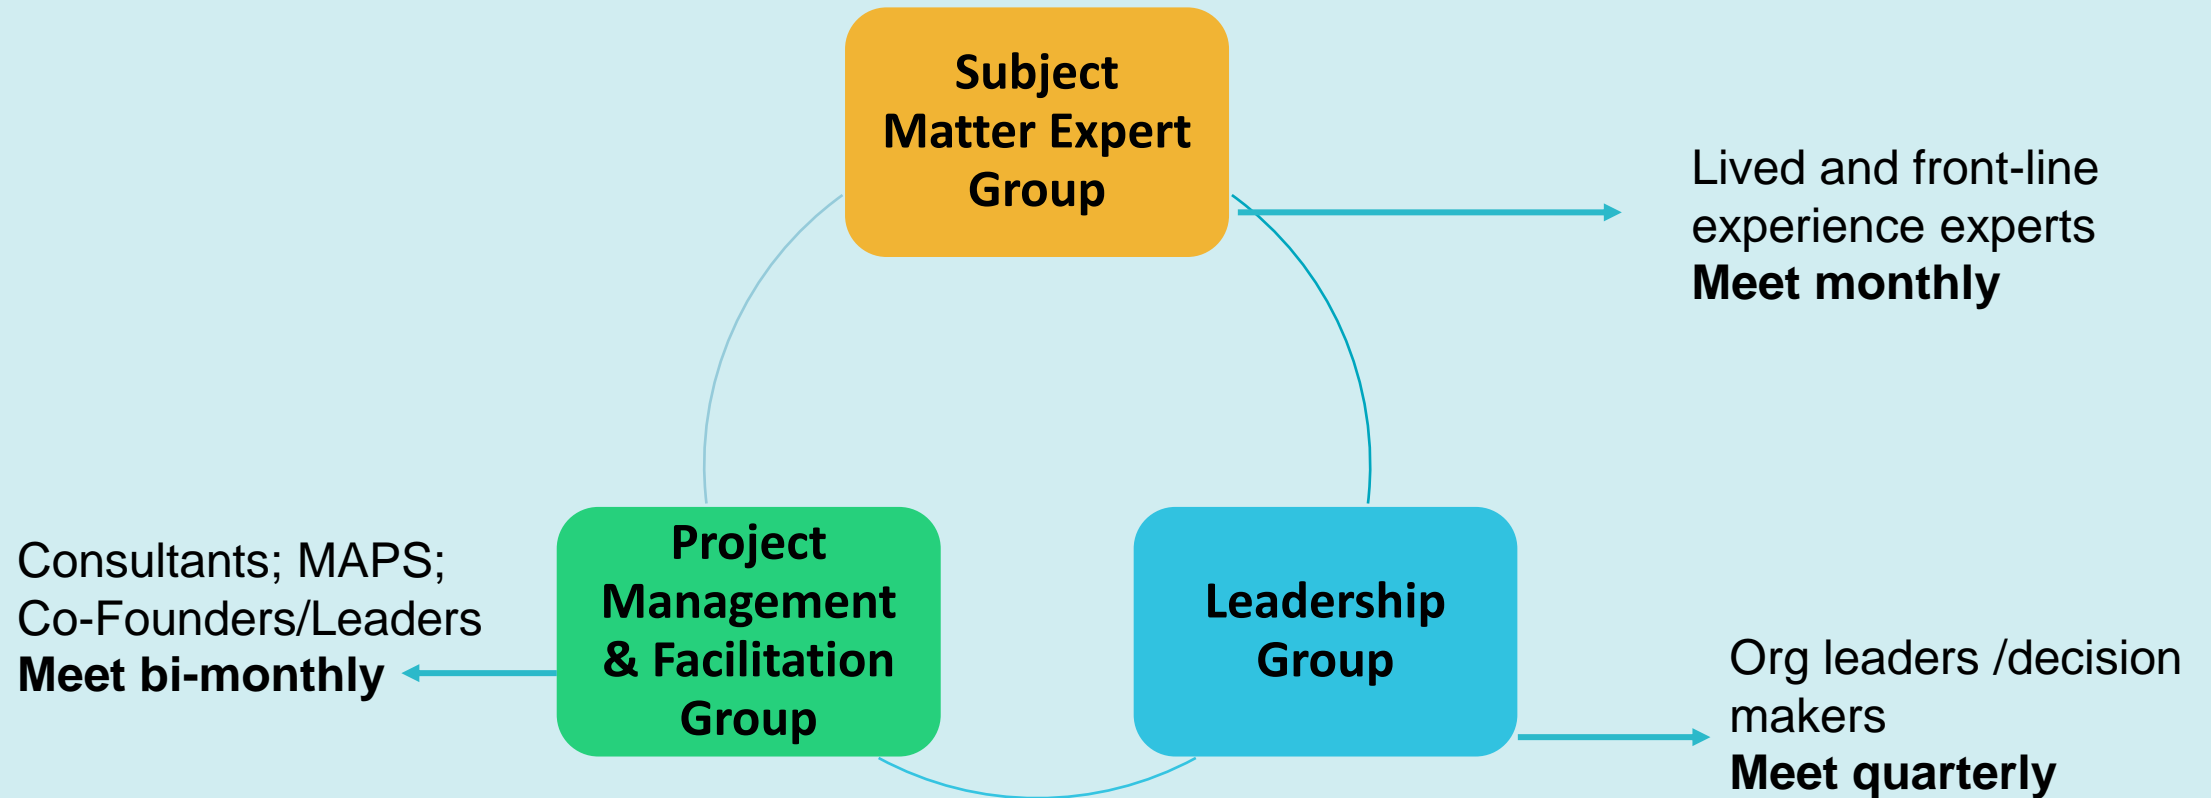 Subject
Matter Expert
Group
Lived and front-line
experience experts
Meet monthly
Project
Management
& Facilitation
Group
Consultants; MAPS;
Co-Founders/Leaders
Meet bi-monthly
Leadership
Group
Org leaders /decision
makers
Meet quarterly